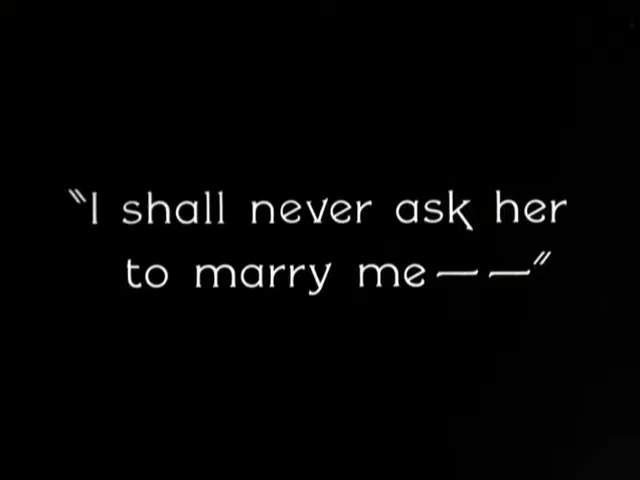 "I shall never ask her
to marry me— —"